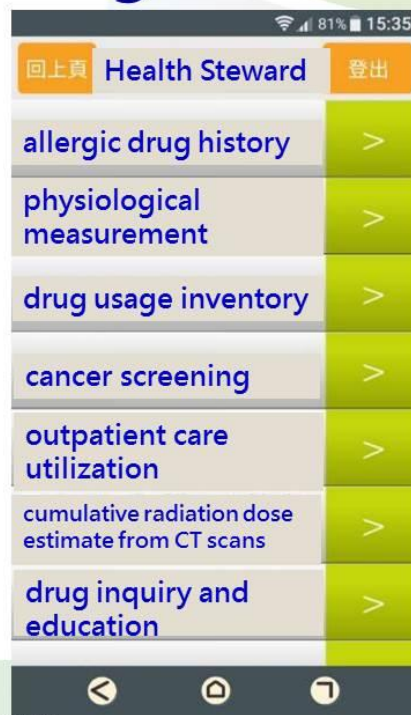 81% 15:35
回上頁 Health Steward 登出
allergic drug history >
physiological
measurement >
drug usage inventory >
cancer screening >
outpatient care
utilization >
cumulative radiation dose
estimate from CT scans >
drug inquiry and
education >